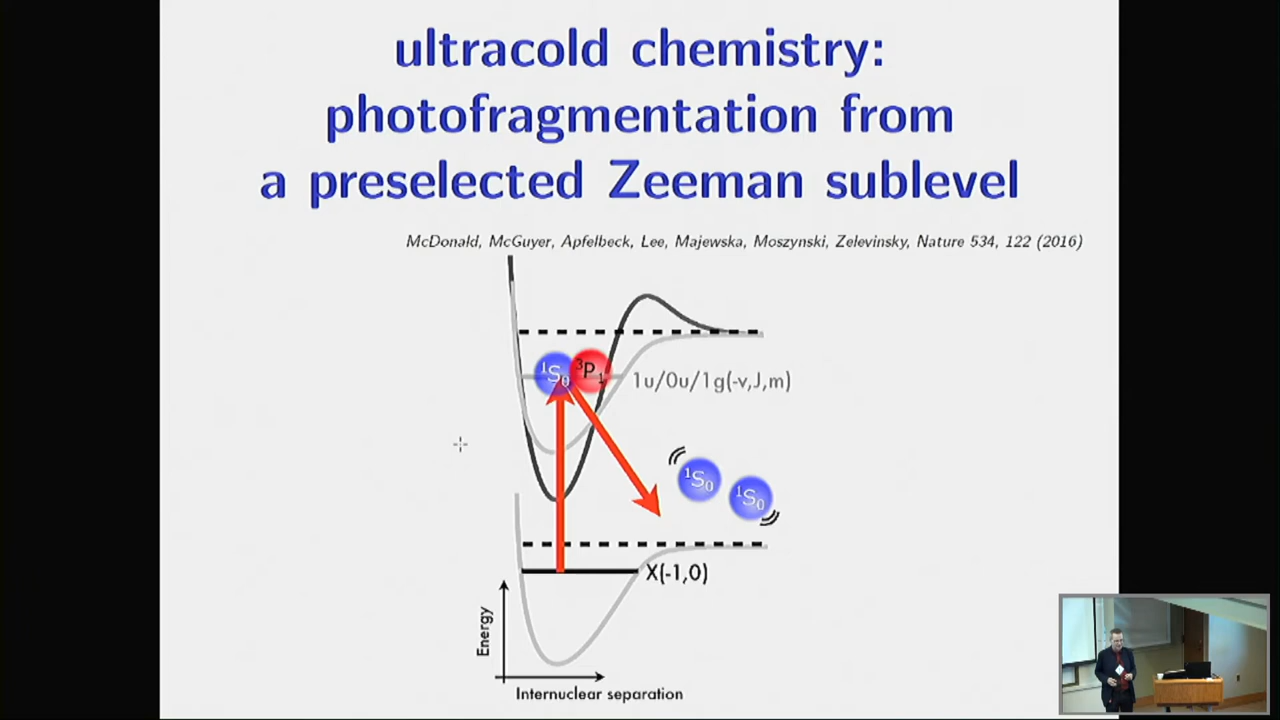 ultracold chemistry:
photofragmentation from
a preselected Zeeman sublevel
McDonald, McGuyer, Apfelbeck, Lee, Majewska, Moszynski, Zelevinsky, Nature 534, 122 (2016)
¹S₀ ³P₁
1u/0u/1g(-v,J,m)
¹S₀
¹S₀
X(-1,0)
Energy
Internuclear separation